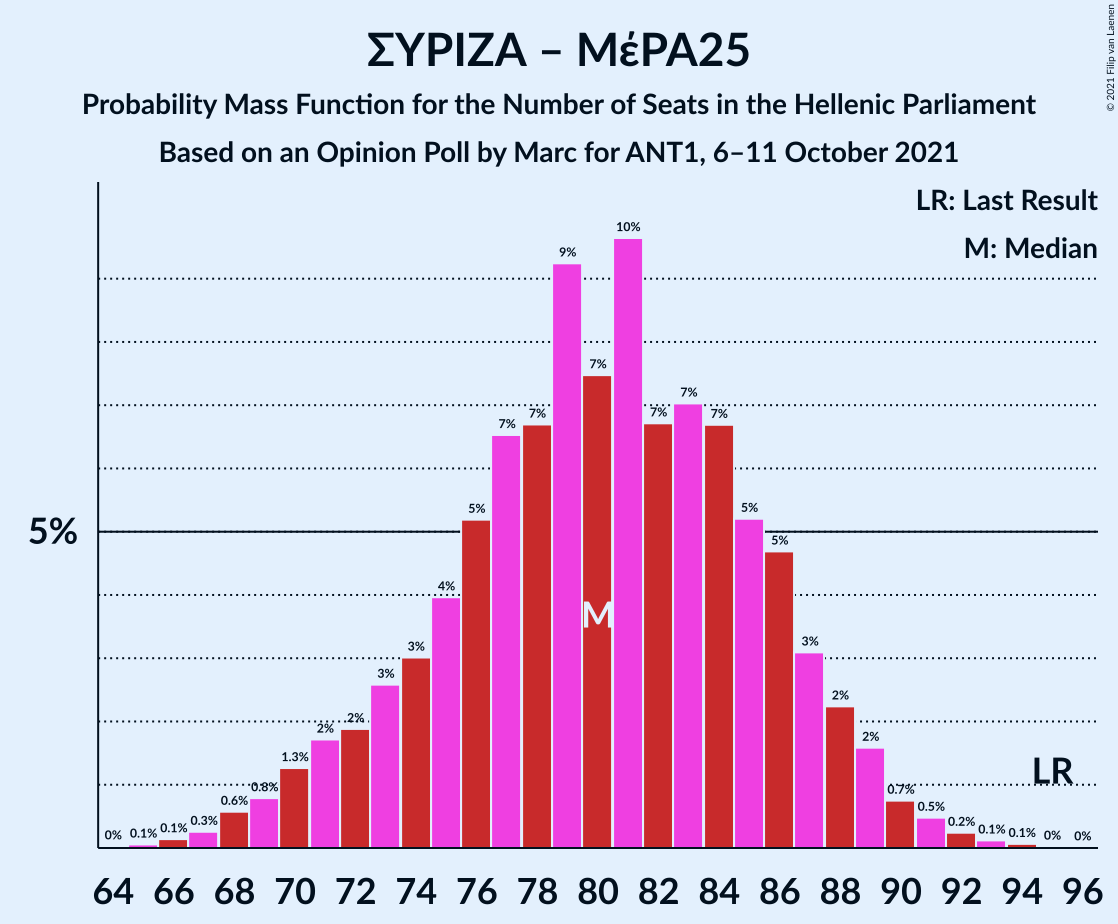 ΣΥΡΙΖΑ – ΜέΡΑ25
Probability Mass Function for the Number of Seats in the Hellenic Parliament
Based on an Opinion Poll by Marc for ANT1, 6–11 October 2021
© 2021 Filip van Laenen
LR: Last Result
M: Median
5%
0% 0.1% 0.1% 0.3% 0.6% 0.8% 1.3% 2% 2% 3% 3% 4% 5% 7% 7% 9% 7% 10% 7% 7% 7% 5% 5% 3% 2% 2% 0.7% 0.5% 0.2% 0.1% 0.1% 0% 0%
M
LR
64 66 68 70 72 74 76 78 80 82 84 86 88 90 92 94 96